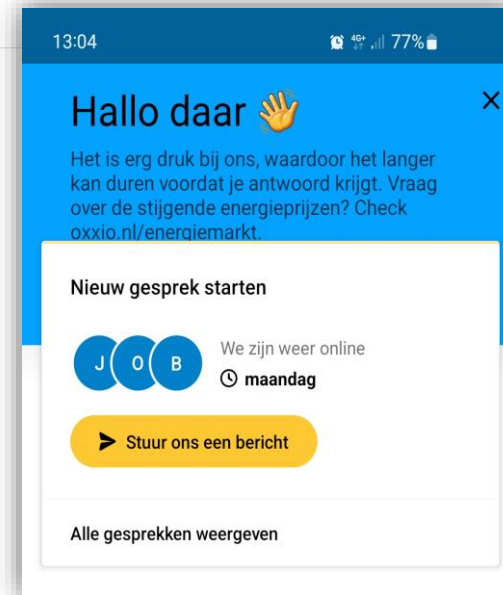 13:04 4G+ 77%
Hallo daar 👋
Het is erg druk bij ons, waardoor het langer
kan duren voordat je antwoord krijgt. Vraag
over de stijgende energieprijzen? Check
oxxio.nl/energiemarkt.
Nieuw gesprek starten
J O B
We zijn weer online
maandag
Stuur ons een bericht
Alle gesprekken weergeven